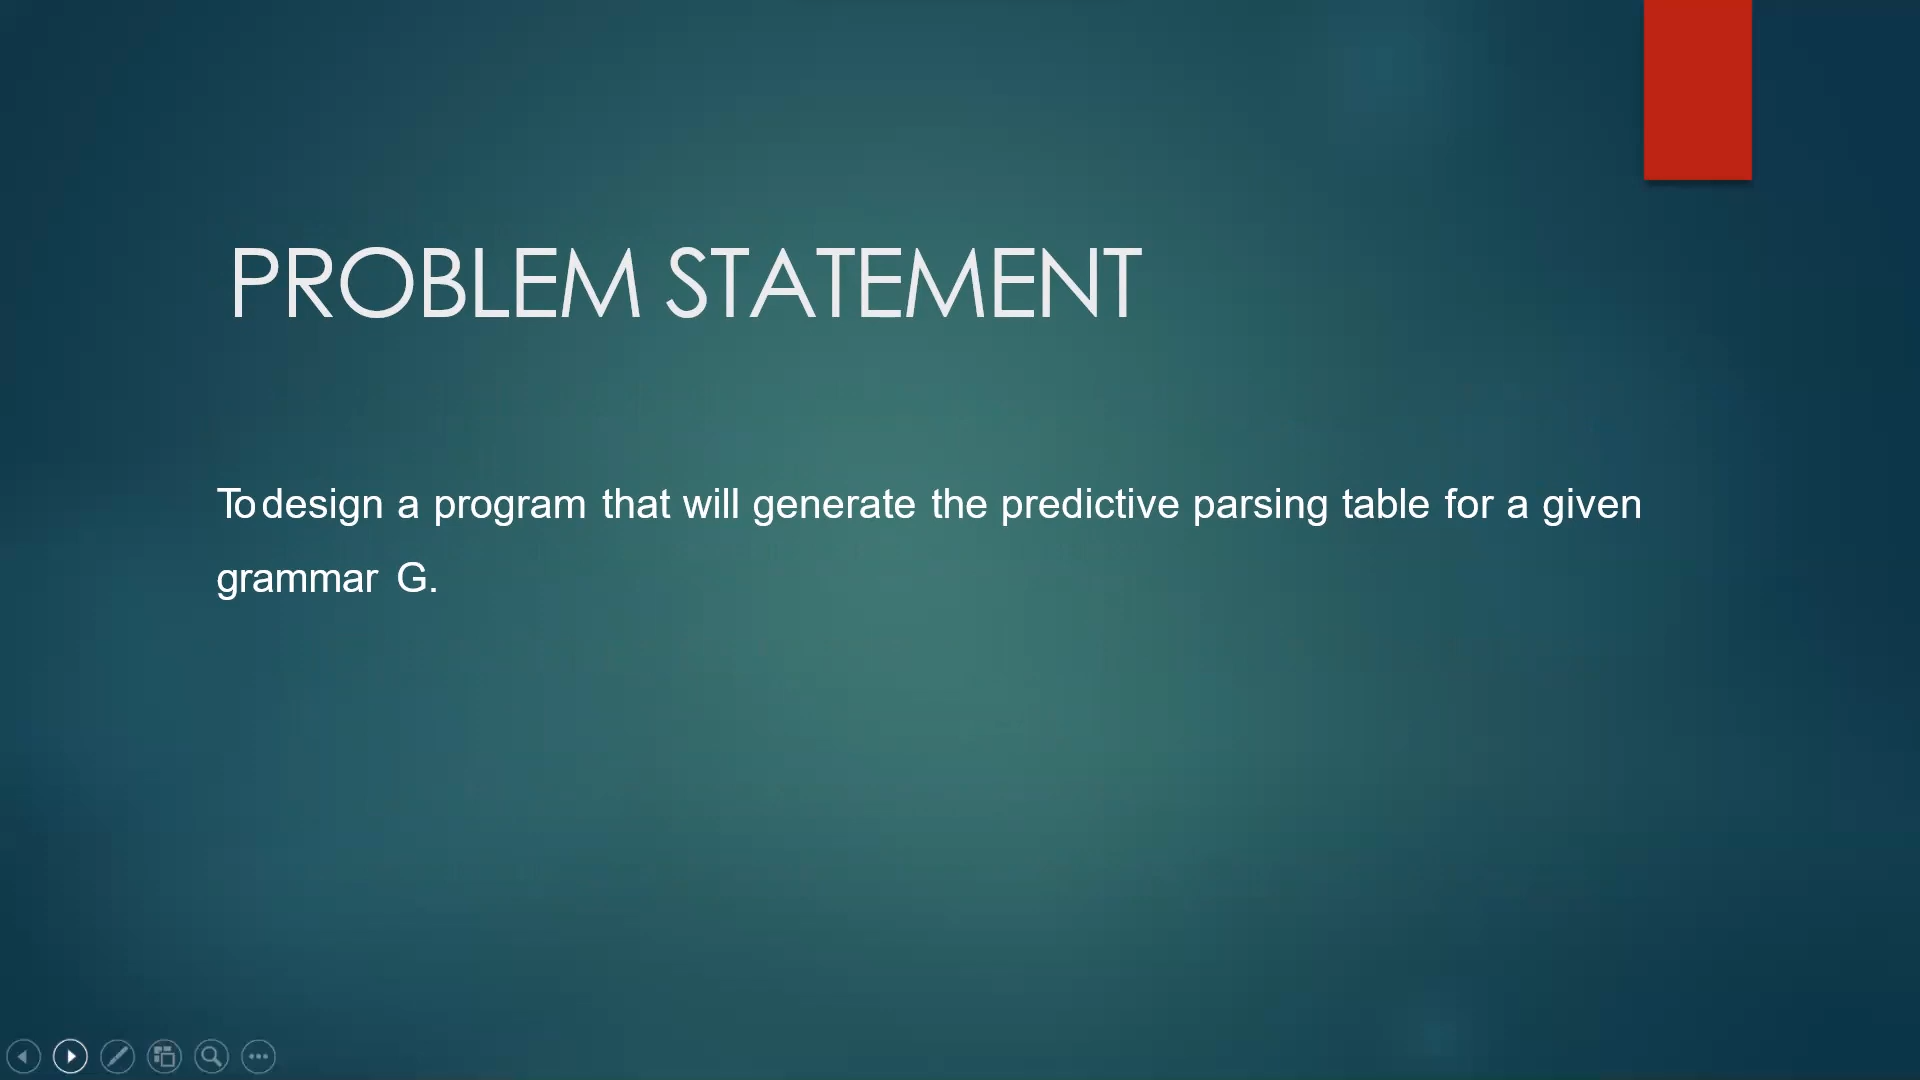 PROBLEM STATEMENT
To design a program that will generate the predictive parsing table for a given
grammar G.